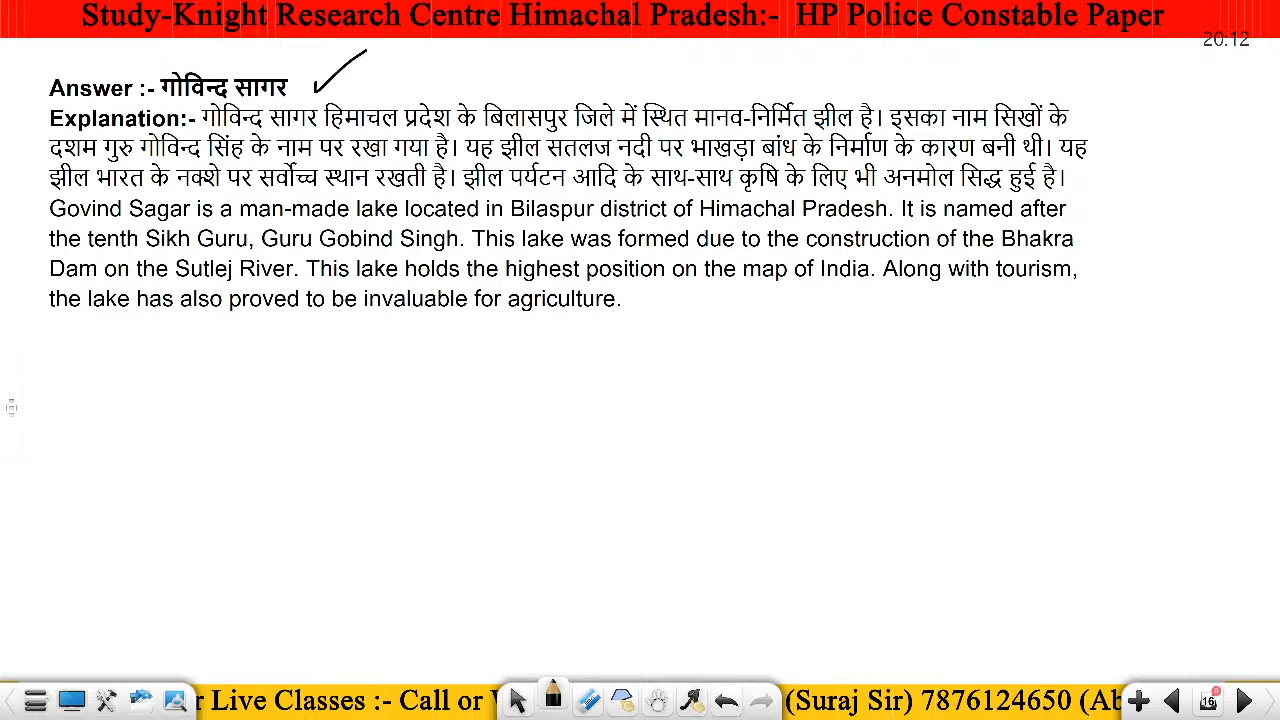 Study-Knight Research Centre Himachal Pradesh:- HP Police Constable Paper
20:12
Answer :- गोविन्द सागर
Explanation:- गोविन्द सागर हिमाचल प्रदेश के बिलासपुर जिले में स्थित मानव-निर्मित झील है। इसका नाम सिखों के
दशम गुरु गोविन्द सिंह के नाम पर रखा गया है। यह झील सतलज नदी पर भाखड़ा बांध के निर्माण के कारण बनी थी। यह
झील भारत के नक्शे पर सर्वोच्च स्थान रखती है। झील पर्यटन आदि के साथ-साथ कृषि के लिए भी अनमोल सिद्ध हुई है।
Govind Sagar is a man-made lake located in Bilaspur district of Himachal Pradesh. It is named after
the tenth Sikh Guru, Guru Gobind Singh. This lake was formed due to the construction of the Bhakra
Dam on the Sutlej River. This lake holds the highest position on the map of India. Along with tourism,
the lake has also proved to be invaluable for agriculture.
r Live Classes :- Call or (Suraj Sir) 7876124650 (Ab
16